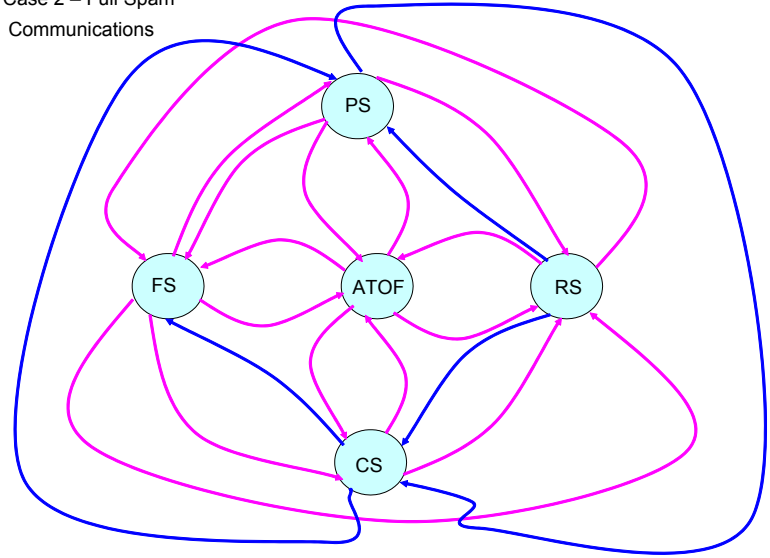 Case 2 – Full Spam
Communications
PS
FS
ATOF
RS
CS